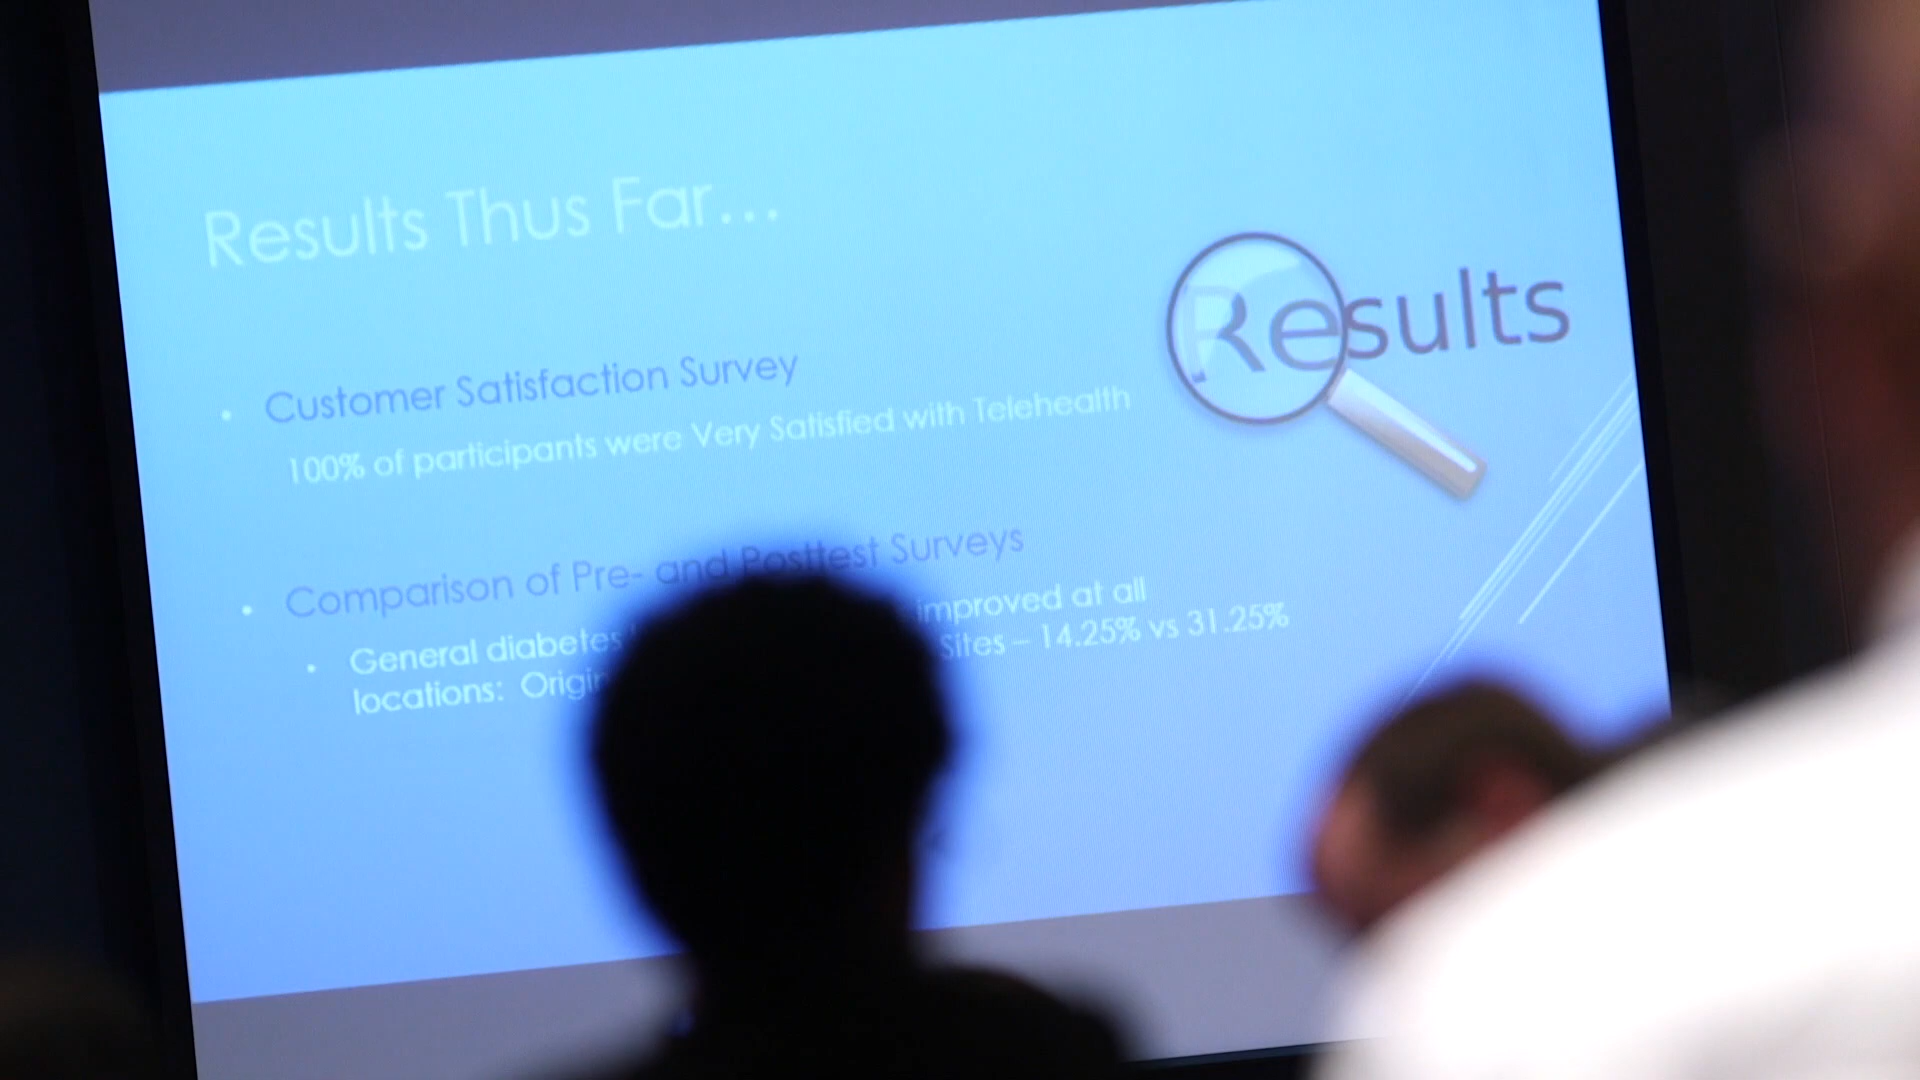 Results Thus Far...
Results
• Customer Satisfaction Survey
100% of participants were Very Satisfied with Telehealth
• Comparison of Pre- and Posttest Surveys
• General diabetes improved at all
locations: Sites – 14.25% vs 31.25%